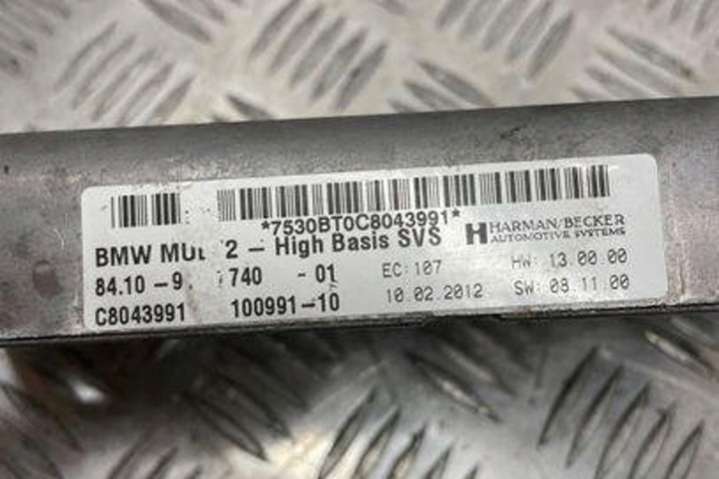 *7530BT0C8043991*
BMW 2 - High Basis SVS
HARMAN/BECKER
AUTOMOTIVE SYSTEMS
84.10-9 740 -01 EC: 107 HW: 13.00.00
C8043991 100991-10 10.02.2012 SW: 08.11.00